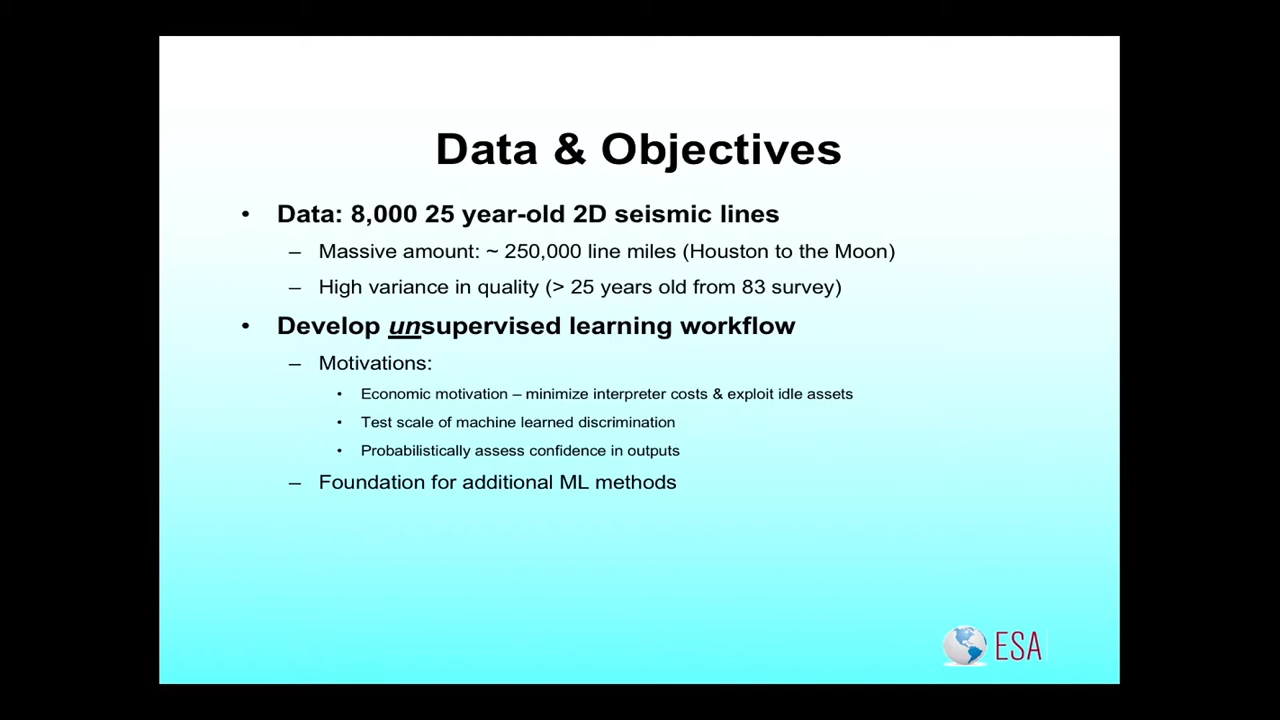 Data & Objectives
• Data: 8,000 25 year-old 2D seismic lines
– Massive amount: ~ 250,000 line miles (Houston to the Moon)
– High variance in quality (> 25 years old from 83 survey)
• Develop unsupervised learning workflow
– Motivations:
• Economic motivation – minimize interpreter costs & exploit idle assets
• Test scale of machine learned discrimination
• Probabilistically assess confidence in outputs
– Foundation for additional ML methods
ESA